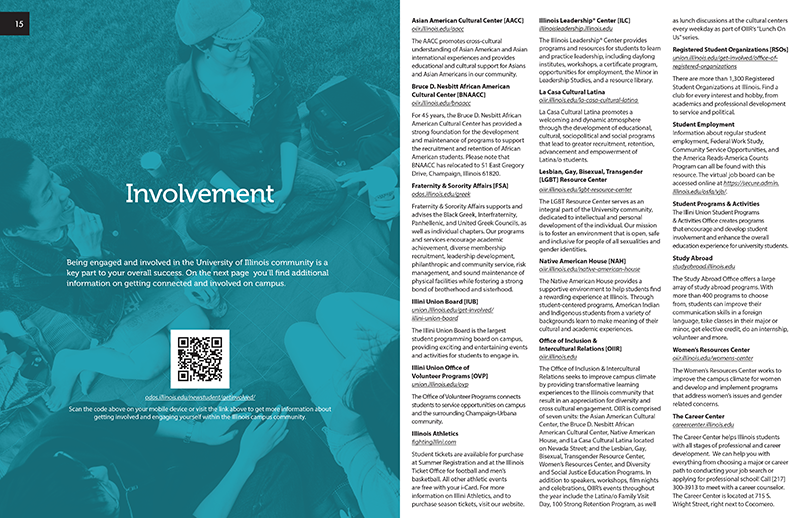 15
Involvement
Being engaged and involved in the University of Illinois community is a
key part to your overall success. On the next page  you'll find additional
information on getting connected and involved on campus.
odos.illinois.edu/newstudent/getinvolved/
Scan the code above on your mobile device or visit the link above to get more information about
getting involved and engaging yourself within the Illinois campus community.
Asian American Cultural Center [AACC]
oiir.illinois.edu/aacc
The AACC promotes cross-cultural
understanding of Asian American and Asian
international experiences and provides
educational and cultural support for Asians
and Asian Americans in our community.
Bruce D. Nesbitt African American
Cultural Center [BNAACC]
oiir.illinois.edu/bnaacc
For 45 years, the Bruce D. Nesbitt African
American Cultural Center has provided a
strong foundation for the development
and maintenance of programs to support
the recruitment and retention of African
American students. Please note that
BNAACC has relocated to 51 East Gregory
Drive, Champaign, Illinois 61820.
Fraternity & Sorority Affairs [FSA]
odos.illinois.edu/greek
Fraternity & Sorority Affairs supports and
advises the Black Greek, Interfraternity,
Panhellenic, and United Greek Councils, as
well as individual chapters. Our programs
and services encourage academic
achievement, diverse membership
recruitment, leadership development,
philanthropic and community service, risk
management, and sound maintenance of
physical facilities while fostering a strong
bond of brotherhood and sisterhood.
Illini Union Board [IUB]
union.illinois.edu/get-involved/
illini-union-board
The Illini Union Board is the largest
student programming board on campus,
providing exciting and entertaining events
and activities for students to engage in.
Illini Union Office of
Volunteer Programs [OVP]
union.illinois.edu/ovp
The Office of Volunteer Programs connects
students to service opportunities on campus
and the surrounding Champaign-Urbana
community.
Illinois Athletics
fightingillini.com
Student tickets are available for purchase
at Summer Registration and at the Illinois
Ticket Office for football and men's
basketball. All other athletic events
are free with your i-Card. For more
information on Illini Athletics, and to
purchase season tickets, visit our website.
Illinois Leadership® Center [ILC]
illinoisleadership.illinois.edu
The Illinois Leadership® Center provides
programs and resources for students to learn
and practice leadership, including daylong
institutes, workshops, a certificate program,
opportunities for employment, the Minor in
Leadership Studies, and a resource library.
La Casa Cultural Latina
oiir.illinois.edu/la-casa-cultural-latina
La Casa Cultural Latina promotes a
welcoming and dynamic atmosphere
through the development of educational,
cultural, sociopolitical and social programs
that lead to greater recruitment, retention,
advancement and empowerment of
Latina/o students.
Lesbian, Gay, Bisexual, Transgender
[LGBT] Resource Center
oiir.illinois.edu/lgbt-resource-center
The LGBT Resource Center serves as an
integral part of the University community,
dedicated to intellectual and personal
development of the individual. Our mission
is to foster an environment that is open, safe
and inclusive for people of all sexualities and
gender identities.
Native American House [NAH]
oiir.illinois.edu/native-american-house
The Native American House provides a
supportive environment to help students find
a rewarding experience at Illinois. Through
student-centered programs, American Indian
and Indigenous students from a variety of
backgrounds learn to make meaning of their
cultural and academic experiences.
Office of Inclusion &
Intercultural Relations [OIIR]
oiir.illinois.edu
The Office of Inclusion & Intercultural
Relations seeks to improve campus climate
by providing transformative learning
experiences to the Illinois community that
result in an appreciation for diversity and
cross cultural engagement. OIIR is comprised
of seven units: the Asian American Cultural
Center, the Bruce D. Nesbitt African
American Cultural Center, Native American
House, and La Casa Cultural Latina located
on Nevada Street; and the Lesbian, Gay,
Bisexual, Transgender Resource Center,
Women's Resources Center, and Diversity
and Social Justice Education Programs. In
addition to speakers, workshops, film nights
and celebrations, OIIR's events throughout
the year include the Latina/o Family Visit
Day, 100 Strong Retention Program, as well
as lunch discussions at the cultural centers
every weekday as part of OIIR's "Lunch On
Us" series.
Registered Student Organizations [RSOs]
union.illinois.edu/get-involved/office-of-
registered-organizations
There are more than 1,300 Registered
Student Organizations at Illinois. Find a
club for every interest and hobby, from
academics and professional development
to service and political.
Student Employment
Information about regular student
employment, Federal Work Study,
Community Service Opportunities, and
the America Reads-America Counts
Program can all be found with this
resource. The virtual job board can be
accessed online at https://secure.admin.
illinois.edu/osfa/vjb/.
Student Programs & Activities
The Illini Union Student Programs
& Activities Office creates programs
that encourage and develop student
involvement and enhance the overall
education experience for university students.
Study Abroad
studyabroad.illinois.edu
The Study Abroad Office offers a large
array of study abroad programs. With
more than 400 programs to choose
from, students can improve their
communication skills in a foreign
language, take classes in their major or
minor, get elective credit, do an internship,
volunteer and more.
Women's Resources Center
oiir.illinois.edu/womens-center
The Women's Resources Center works to
improve the campus climate for women
and develop and implement programs
that address women's issues and gender
related concerns.
The Career Center
careercenter.illinois.edu
The Career Center helps Illinois students
with all stages of professional and career
development.  We can help you with
everything from choosing a major or career
path to conducting your job search or
applying for professional school! Call [217]
300-3913 to meet with a career counselor.
The Career Center is located at 715 S.
Wright Street, right next to Cocomero.